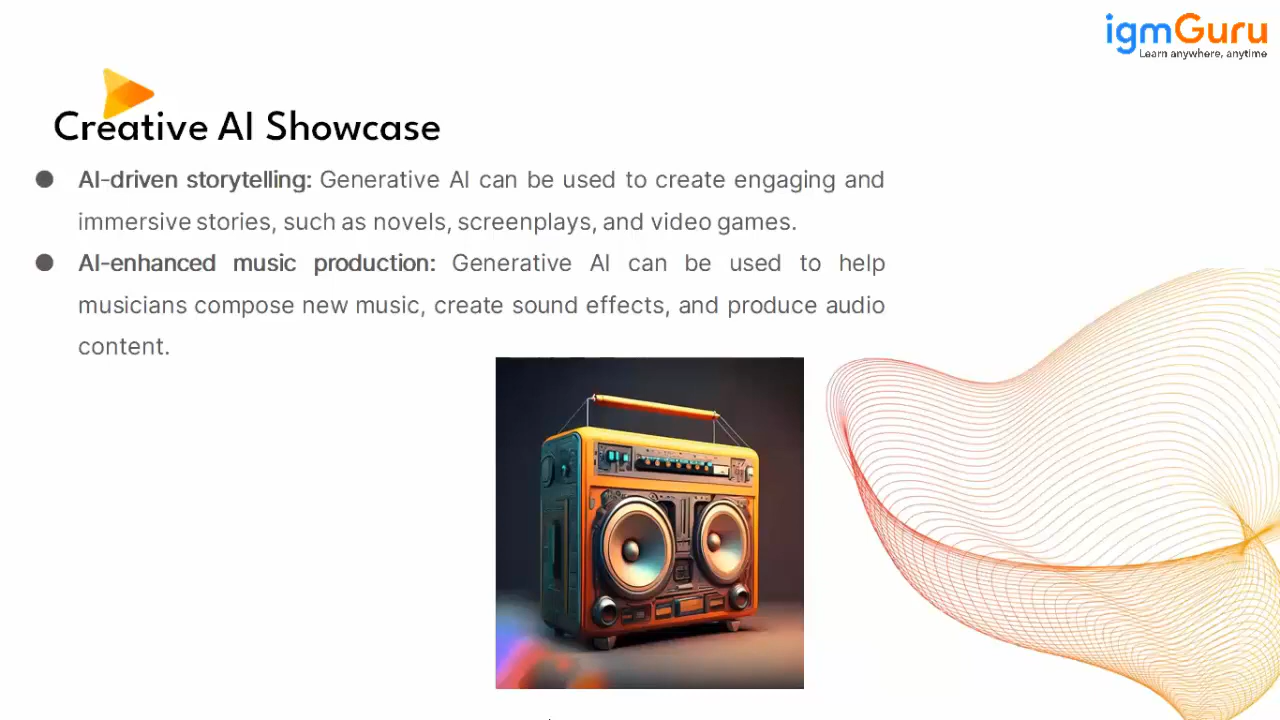 igmGuru
Learn anywhere, anytime
Creative AI Showcase
● AI-driven storytelling: Generative AI can be used to create engaging and
immersive stories, such as novels, screenplays, and video games.
● AI-enhanced music production: Generative AI can be used to help
musicians compose new music, create sound effects, and produce audio
content.